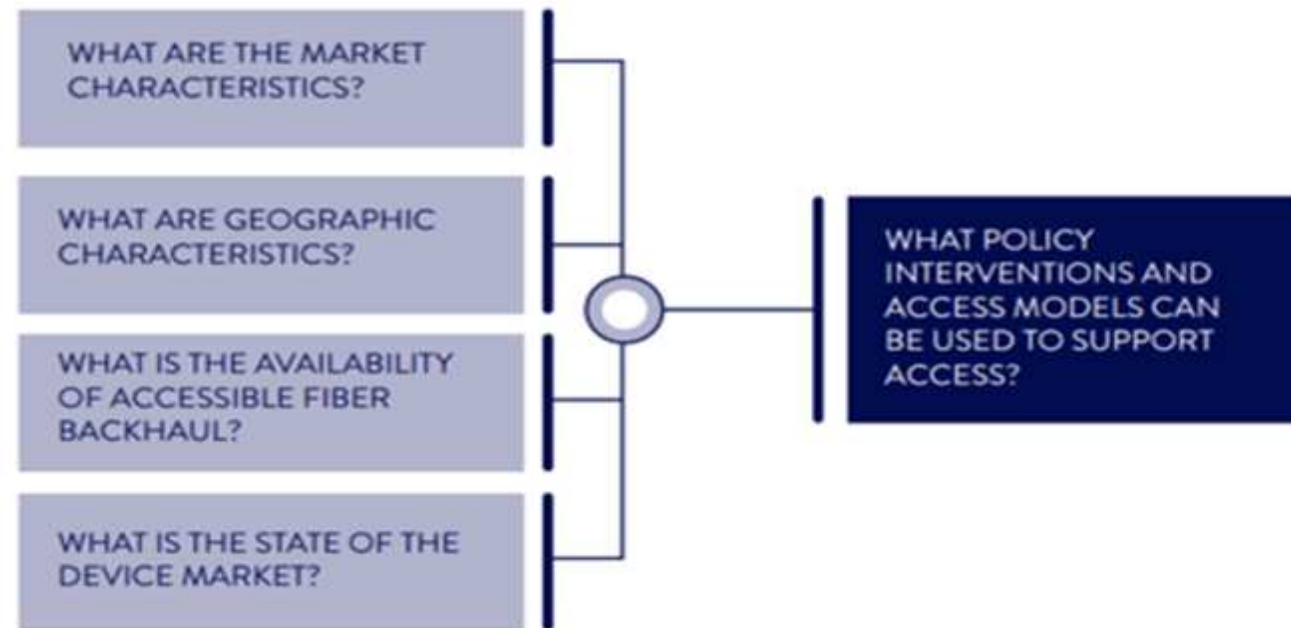 WHAT ARE THE MARKET
CHARACTERISTICS?
WHAT ARE GEOGRAPHIC
CHARACTERISTICS?
WHAT IS THE AVAILABILITY
OF ACCESSIBLE FIBER
BACKHAUL?
WHAT IS THE STATE OF THE
DEVICE MARKET?
WHAT POLICY
INTERVENTIONS AND
ACCESS MODELS CAN
BE USED TO SUPPORT
ACCESS?